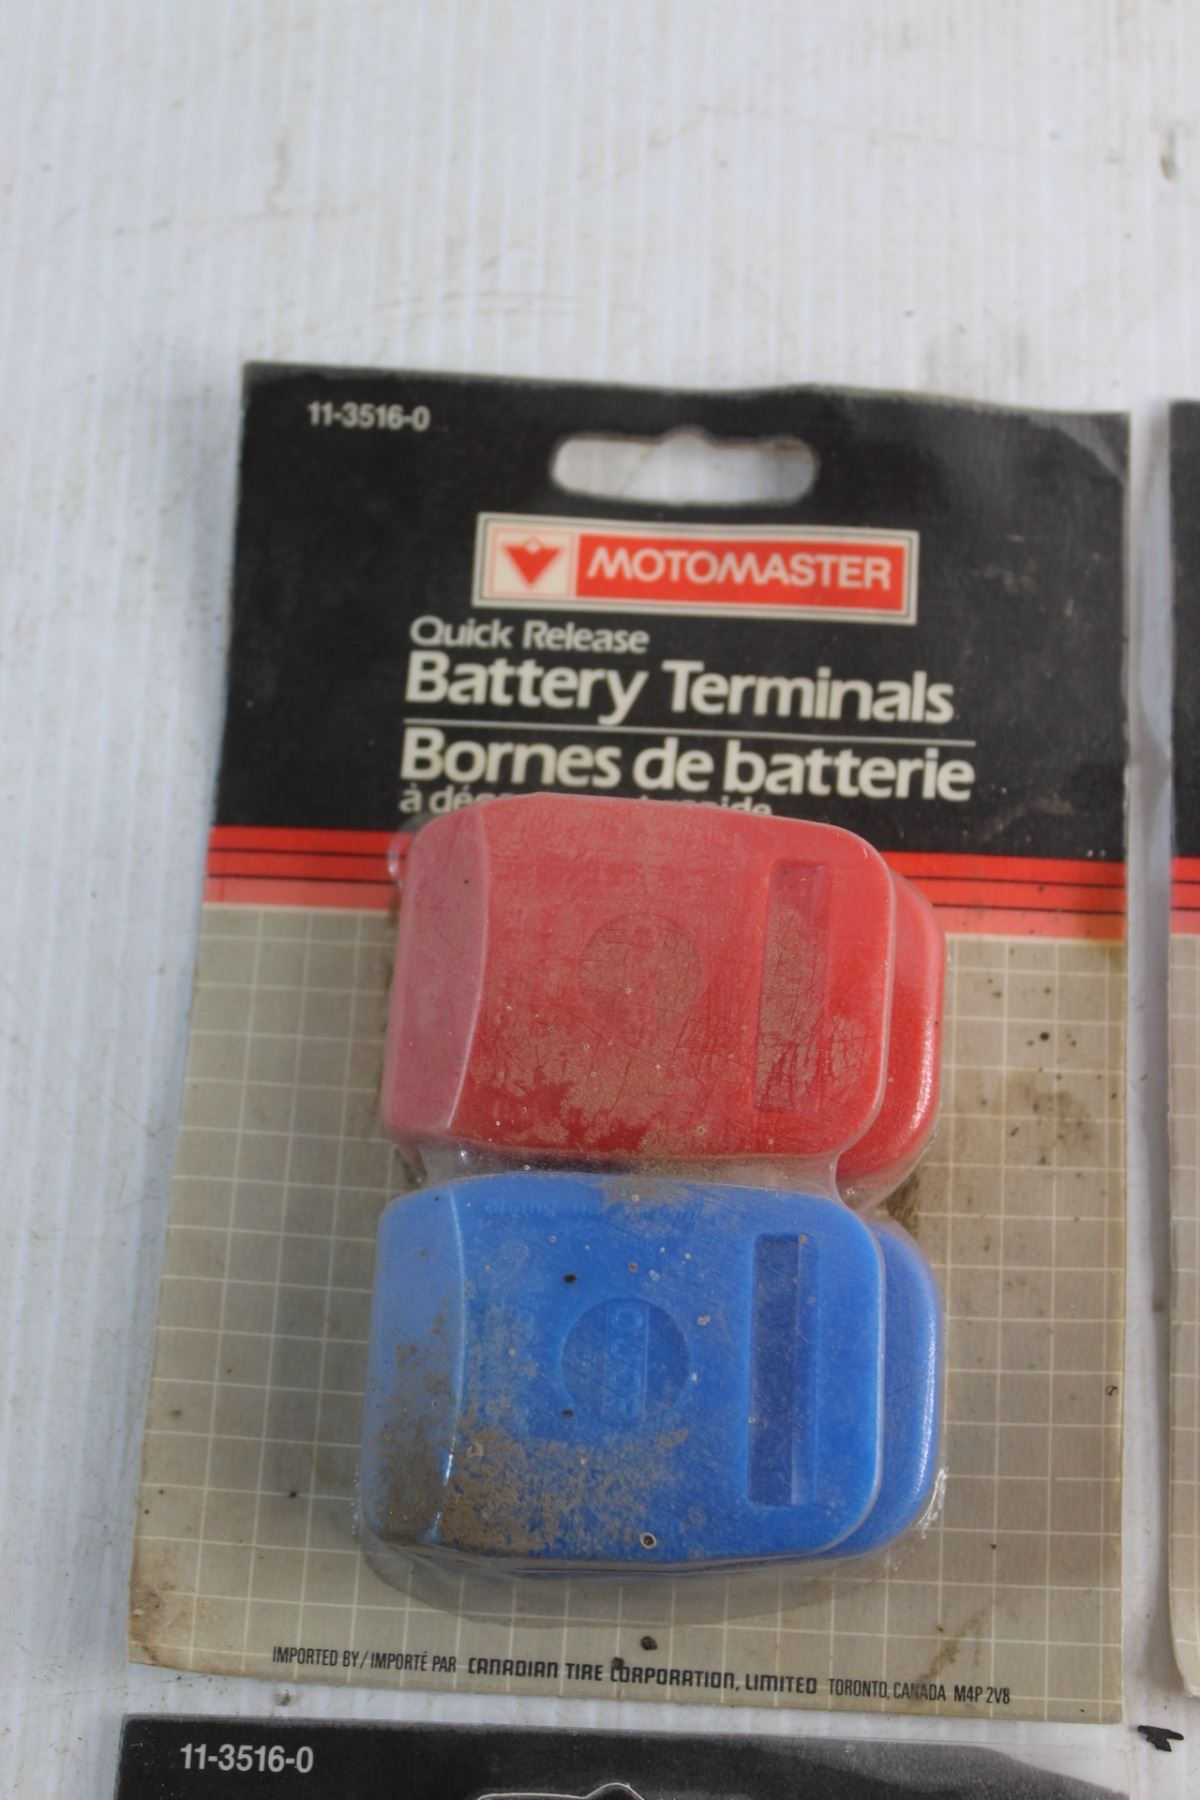 11-3516-0
MOTOMASTER
Quick Release
Battery Terminals
Bornes de batterie
à
IMPORTED BY / IMPORTÉ PAR CANADIAN TIRE CORPORATION, LIMITED TORONTO, CANADA M4P 2V8
11-3516-0